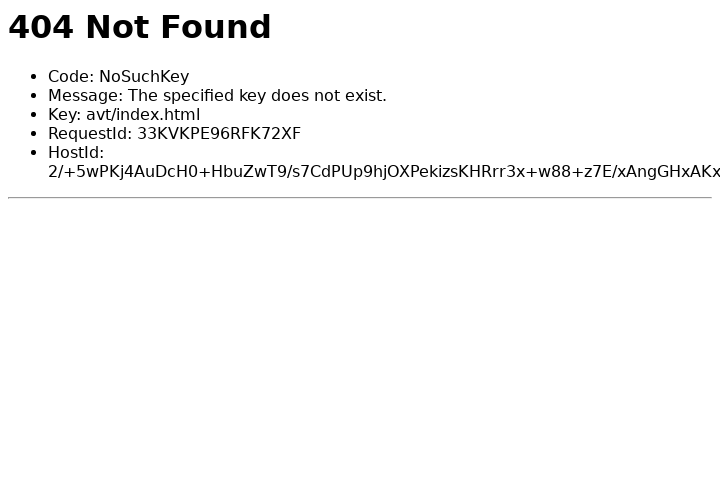 404 Not Found
Code: NoSuchKey
Message: The specified key does not exist.
Key: avt/index.html
RequestId: 33KVKPE96RFK72XF
HostId:
2/+5wPKj4AuDcH0+HbuZwT9/s7CdPUp9hjOXPekizsKHRrr3x+w88+z7E/xAngGHxAKx